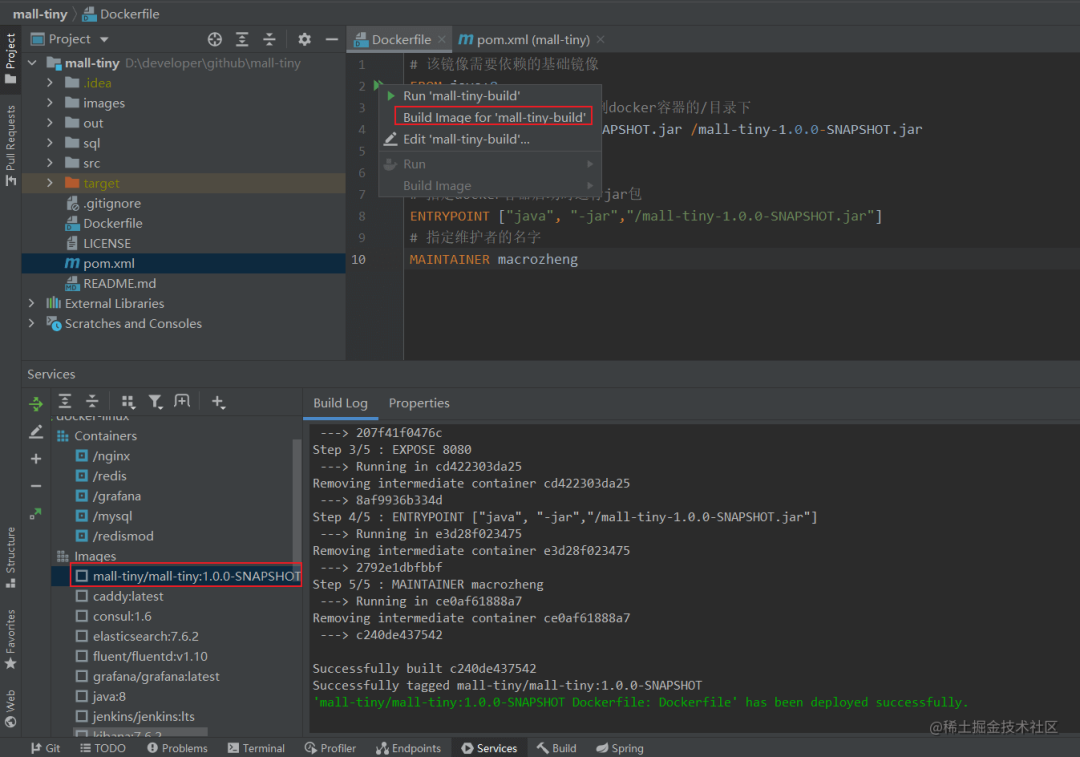 mall-tiny
Dockerfile
Project
Dockerfile
pom.xml (mall-tiny)
mall-tiny D:\developer\github\mall-tiny
.idea
images
out
sql
src
target
.gitignore
Dockerfile
LICENSE
pom.xml
README.md
External Libraries
Scratches and Consoles
Project
Pull Requests
Structure
Favorites
Web
1 # 该镜像需要依赖的基础镜像
2
3 docker容器的/目录下
4 APSHOT.jar /mall-tiny-1.0.0-SNAPSHOT.jar
5
6
7 jar包
8 ENTRYPOINT ["java", "-jar","/mall-tiny-1.0.0-SNAPSHOT.jar"]
9 # 指定维护者的名字
10 MAINTAINER macrozheng
Run 'mall-tiny-build'
Build Image for 'mall-tiny-build'
Edit 'mall-tiny-build'...
Run
Build Image
Services
docker-linux
Containers
/nginx
/redis
/grafana
/mysql
/redismod
Images
mall-tiny/mall-tiny:1.0.0-SNAPSHOT
caddy:latest
consul:1.6
elasticsearch:7.6.2
fluent/fluentd:v1.10
grafana/grafana:latest
java:8
jenkins/jenkins:lts
kibana:7.6.2
Build Log
Properties
---> 207f41f0476c
Step 3/5 : EXPOSE 8080
---> Running in cd422303da25
Removing intermediate container cd422303da25
---> 8af9936b334d
Step 4/5 : ENTRYPOINT ["java", "-jar","/mall-tiny-1.0.0-SNAPSHOT.jar"]
---> Running in e3d28f023475
Removing intermediate container e3d28f023475
---> 2792e1dbfbbf
Step 5/5 : MAINTAINER macrozheng
---> Running in ce0af61888a7
Removing intermediate container ce0af61888a7
---> c240de437542
Successfully built c240de437542
Successfully tagged mall-tiny/mall-tiny:1.0.0-SNAPSHOT
'mall-tiny/mall-tiny:1.0.0-SNAPSHOT Dockerfile: Dockerfile' has been deployed successfully.
@稀土掘金技术社区
Git
TODO
Problems
Terminal
Profiler
Endpoints
Services
Build
Spring